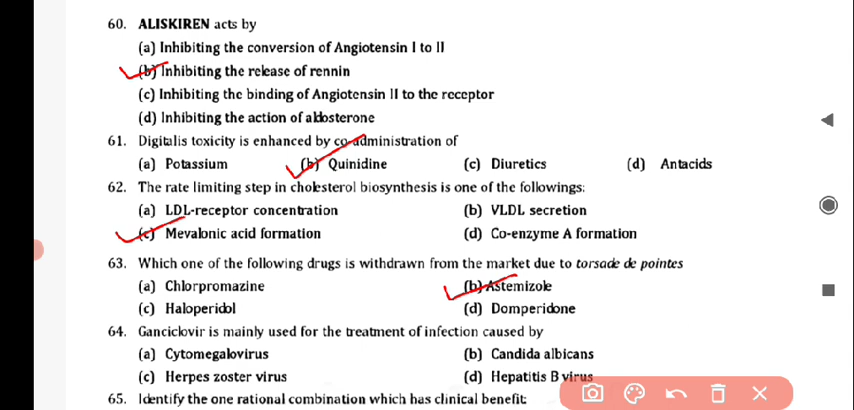 60. ALISKIREN acts by
(a) Inhibiting the conversion of Angiotensin I to II
(b) Inhibiting the release of rennin
(c) Inhibiting the binding of Angiotensin II to the receptor
(d) Inhibiting the action of aldosterone
61. Digitalis toxicity is enhanced by co-administration of
(a) Potassium (b) Quinidine (c) Diuretics (d) Antacids
62. The rate limiting step in cholesterol biosynthesis is one of the followings:
(a) LDL-receptor concentration (b) VLDL secretion
(c) Mevalonic acid formation (d) Co-enzyme A formation
63. Which one of the following drugs is withdrawn from the market due to torsade de pointes
(a) Chlorpromazine (b) Astemizole
(c) Haloperidol (d) Domperidone
64. Ganciclovir is mainly used for the treatment of infection caused by
(a) Cytomegalovirus (b) Candida albicans
(c) Herpes zoster virus (d) Hepatitis B virus
65. Identify the one rational combination which has clinical benefit: